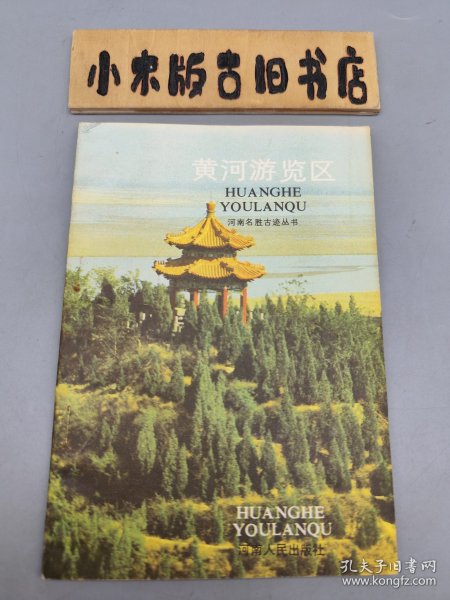 小木版古旧书店
黄河游览区
HUANGHE
YOULANQU
河南名胜古迹丛书
HUANGHE
YOULANQU
河南人民出版社
孔夫子旧书网
www.kongfz.com